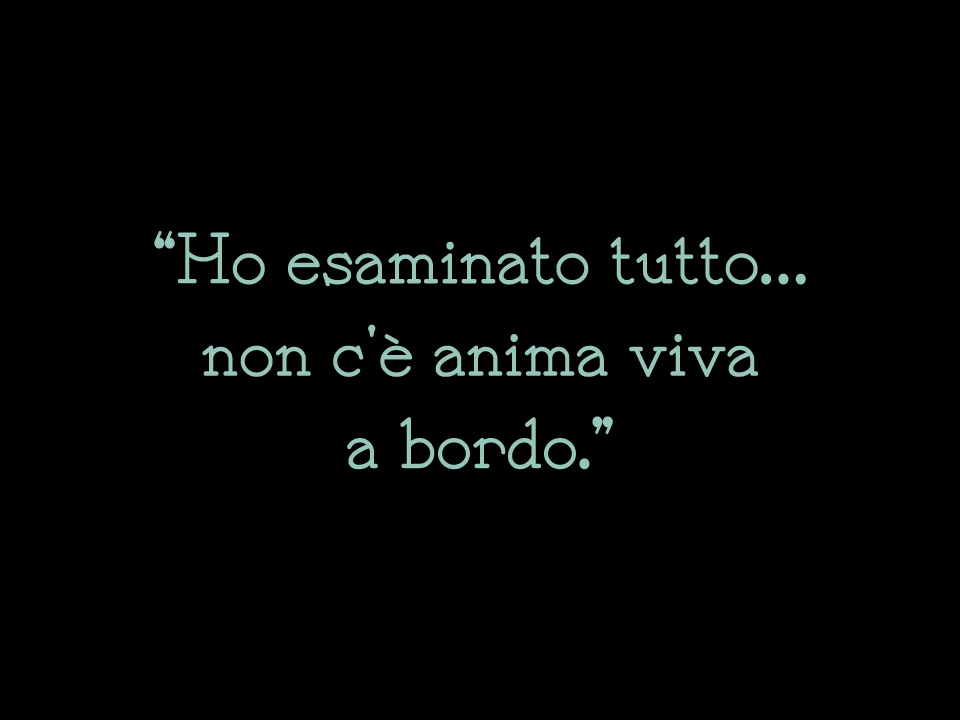 “Ho esaminato tutto...
non c'è anima viva
a bordo.”